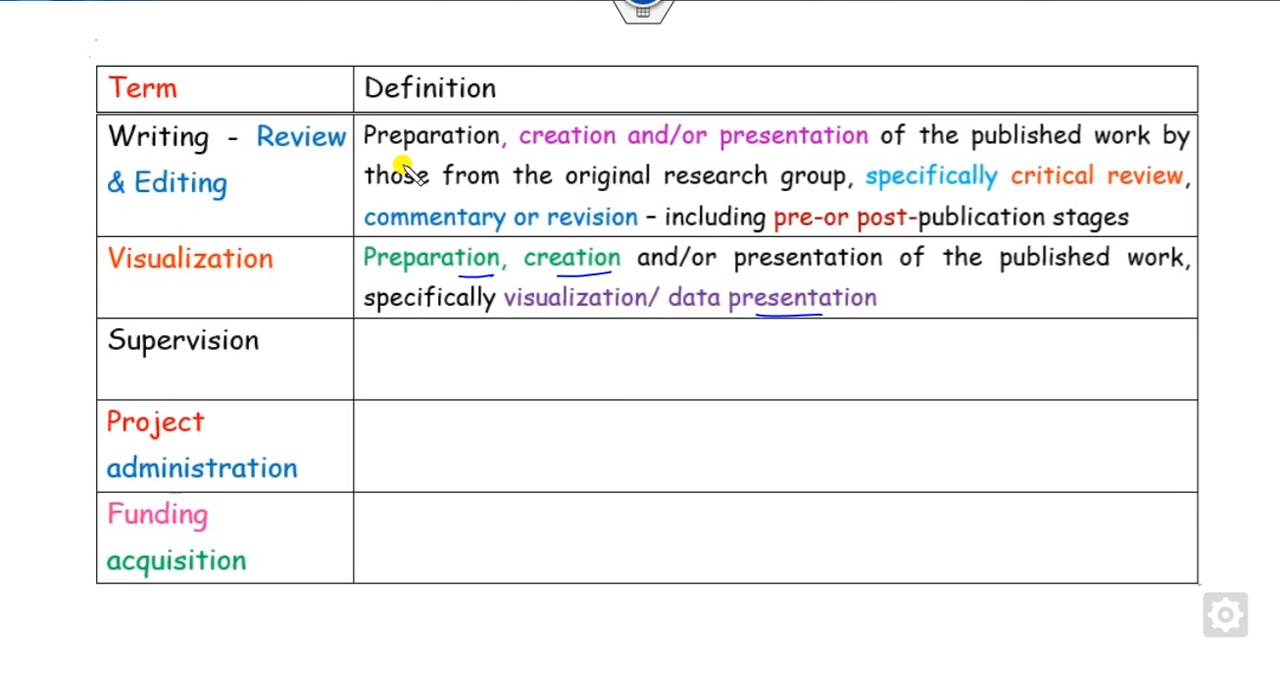 Term Definition
Writing - Review Preparation, creation and/or presentation of the published work by
& Editing those from the original research group, specifically critical review,
commentary or revision – including pre-or post-publication stages
Visualization Preparation, creation and/or presentation of the published work,
specifically visualization/ data presentation
Supervision
Project
administration
Funding
acquisition